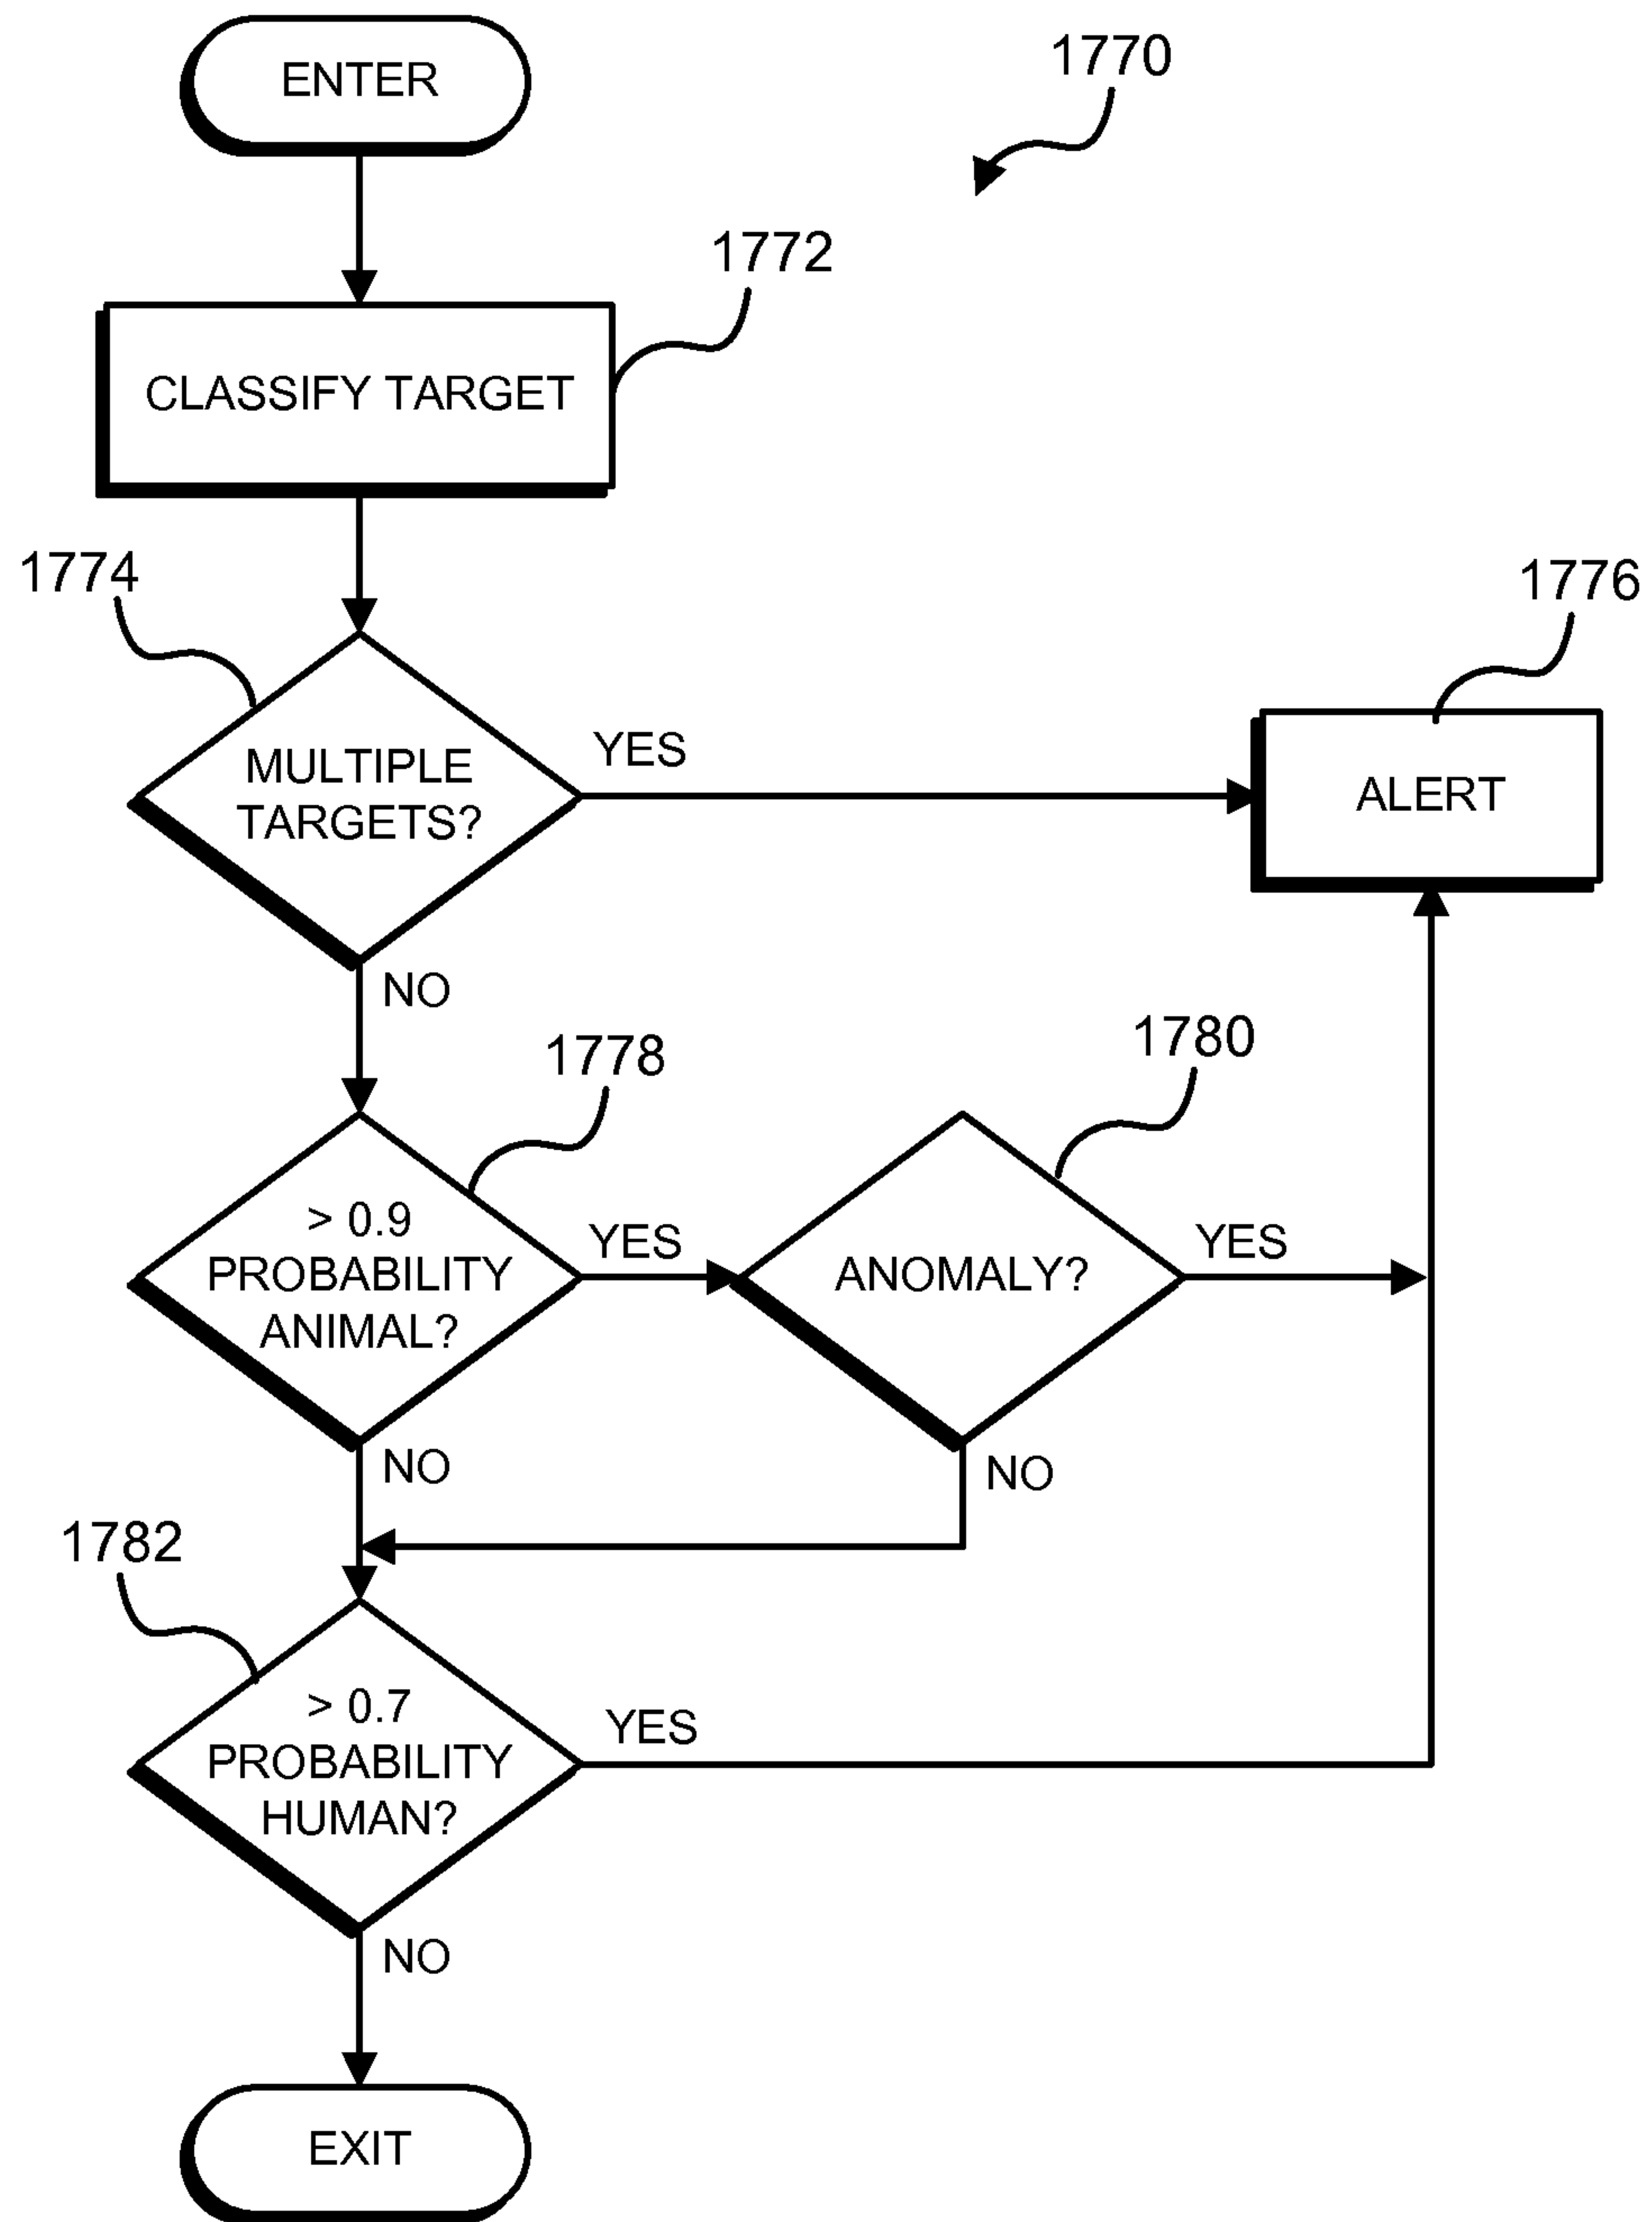 ENTER
1770
1772
CLASSIFY TARGET
1774
1776
MULTIPLE
TARGETS?
YES
ALERT
NO
1778
1780
> 0.9
PROBABILITY
ANIMAL?
YES
ANOMALY?
YES
NO
NO
1782
> 0.7
PROBABILITY
HUMAN?
YES
NO
EXIT